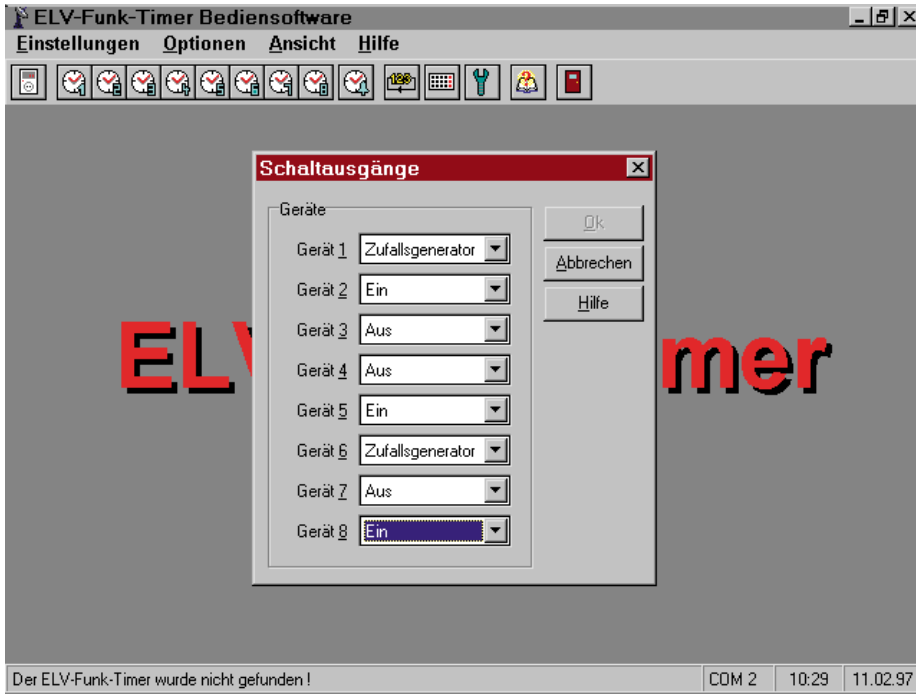 ELV-Funk-Timer Bediensoftware
Einstellungen Optionen Ansicht Hilfe
Schaltausgänge
Geräte
Gerät 1 Zufallsgenerator
Gerät 2 Ein
Gerät 3 Aus
Gerät 4 Aus
Gerät 5 Ein
Gerät 6 Zufallsgenerator
Gerät 7 Aus
Gerät 8 Ein
Ok
Abbrechen
Hilfe
ELV mer
Der ELV-Funk-Timer wurde nicht gefunden !
COM 2 10:29 11.02.97